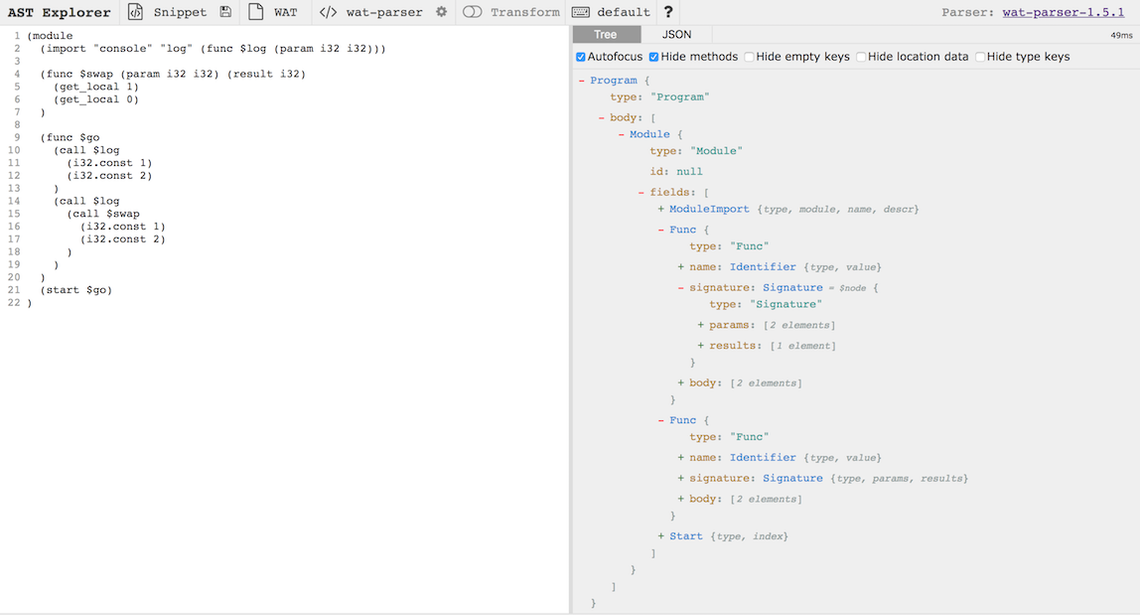 AST Explorer Snippet WAT </> wat-parser Transform default ? Parser: wat-parser-1.5.1
Tree JSON 49ms
Autofocus Hide methods Hide empty keys Hide location data Hide type keys
1 (module
2   (import "console" "log" (func $log (param i32 i32)))
3
4   (func $swap (param i32 i32) (result i32)
5     (get_local 1)
6     (get_local 0)
7   )
8
9   (func $go
10     (call $log
11       (i32.const 1)
12       (i32.const 2)
13     )
14     (call $log
15       (call $swap
16         (i32.const 1)
17         (i32.const 2)
18       )
19     )
20   )
21   (start $go)
22 )
- Program {
type: "Program"
- body: [
- Module {
type: "Module"
id: null
- fields: [
+ ModuleImport {type, module, name, descr}
- Func {
type: "Func"
+ name: Identifier {type, value}
- signature: Signature = $node {
type: "Signature"
+ params: [2 elements]
+ results: [1 element]
}
+ body: [2 elements]
}
- Func {
type: "Func"
+ name: Identifier {type, value}
+ signature: Signature {type, params, results}
+ body: [2 elements]
}
+ Start {type, index}
]
}
]
}